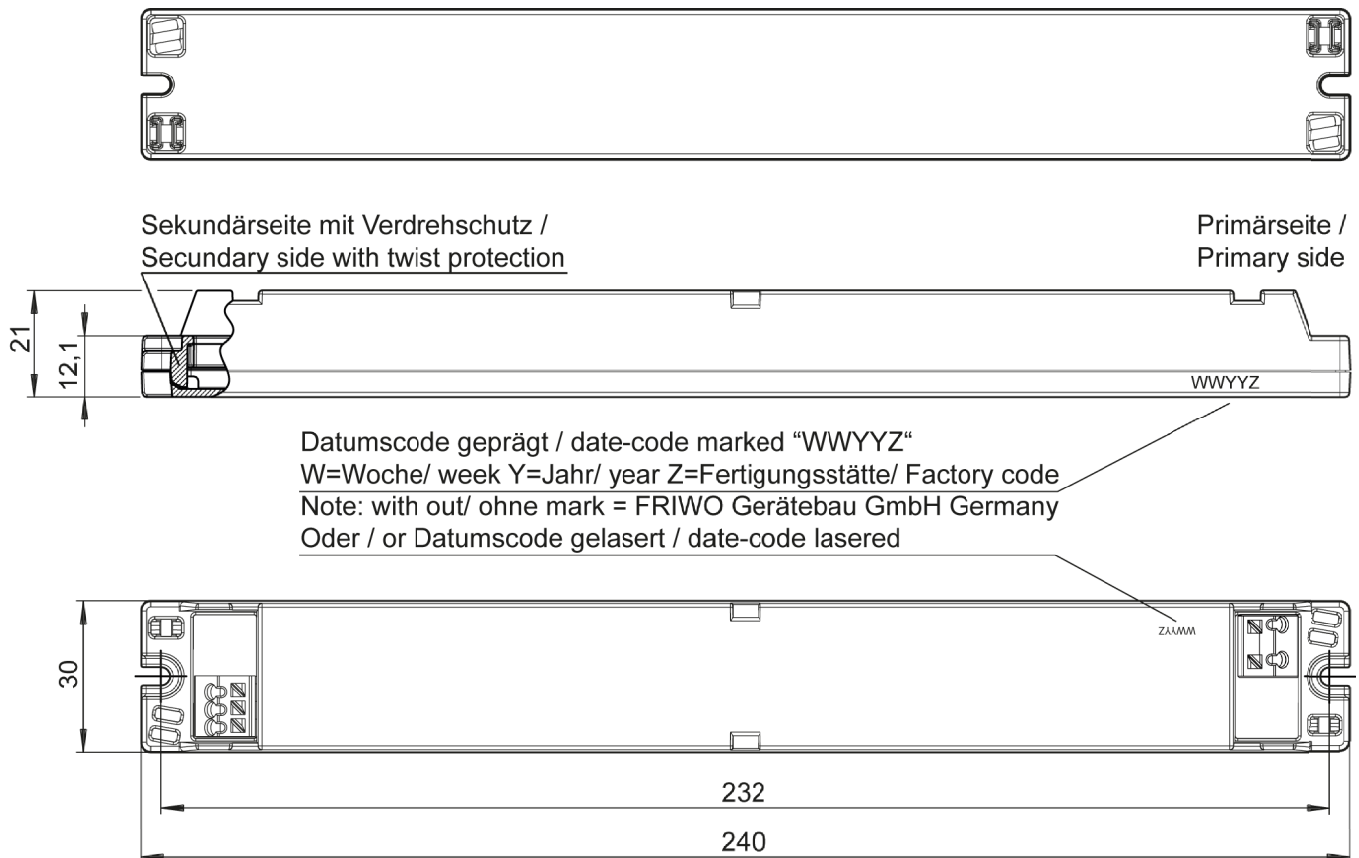 Sekundärseite mit Verdrehschutz /
Secundary side with twist protection
Primärseite /
Primary side
21
12,1
WWYYZ
Datumscode geprägt / date-code marked “WWYYZ“
W=Woche/ week Y=Jahr/ year Z=Fertigungsstätte/ Factory code
Note: with out/ ohne mark = FRIWO Gerätebau GmbH Germany
Oder / or Datumscode gelasert / date-code lasered
WWYYZ
30
232
240